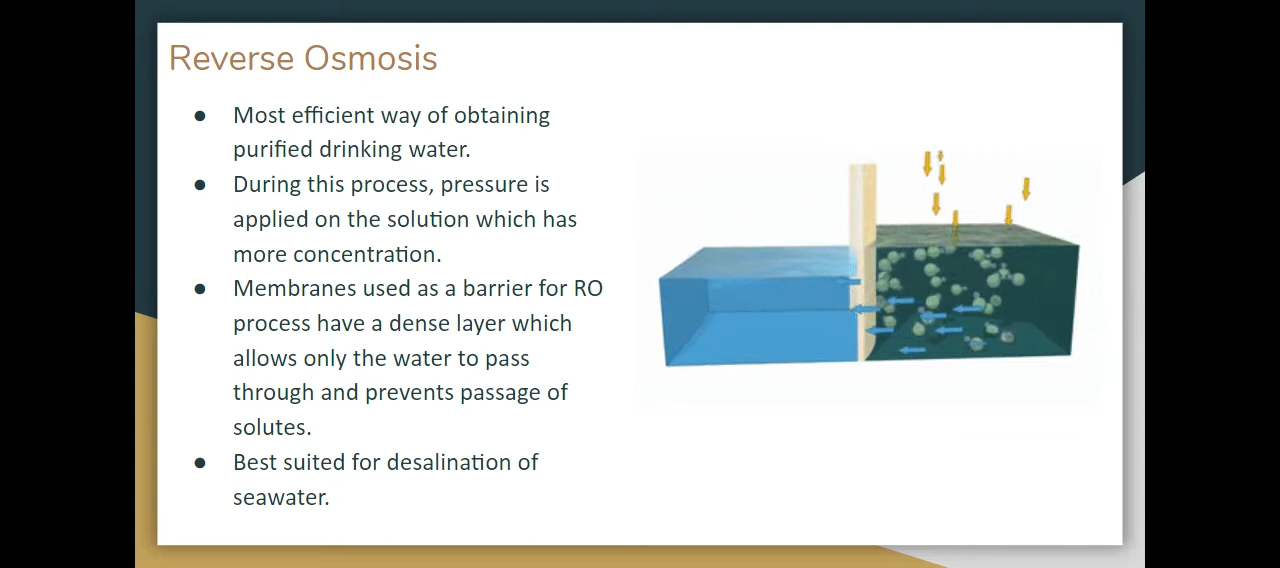 Reverse Osmosis
● Most efficient way of obtaining
purified drinking water.
● During this process, pressure is
applied on the solution which has
more concentration.
● Membranes used as a barrier for RO
process have a dense layer which
allows only the water to pass
through and prevents passage of
solutes.
● Best suited for desalination of
seawater.